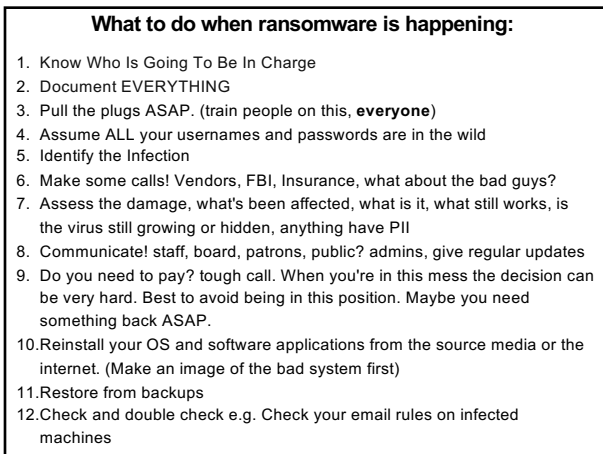 What to do when ransomware is happening:
1. Know Who Is Going To Be In Charge
2. Document EVERYTHING
3. Pull the plugs ASAP. (train people on this, everyone)
4. Assume ALL your usernames and passwords are in the wild
5. Identify the Infection
6. Make some calls! Vendors, FBI, Insurance, what about the bad guys?
7. Assess the damage, what's been affected, what is it, what still works, is
the virus still growing or hidden, anything have PII
8. Communicate! staff, board, patrons, public? admins, give regular updates
9. Do you need to pay? tough call. When you're in this mess the decision can
be very hard. Best to avoid being in this position. Maybe you need
something back ASAP.
10.Reinstall your OS and software applications from the source media or the
internet. (Make an image of the bad system first)
11.Restore from backups
12.Check and double check e.g. Check your email rules on infected
machines